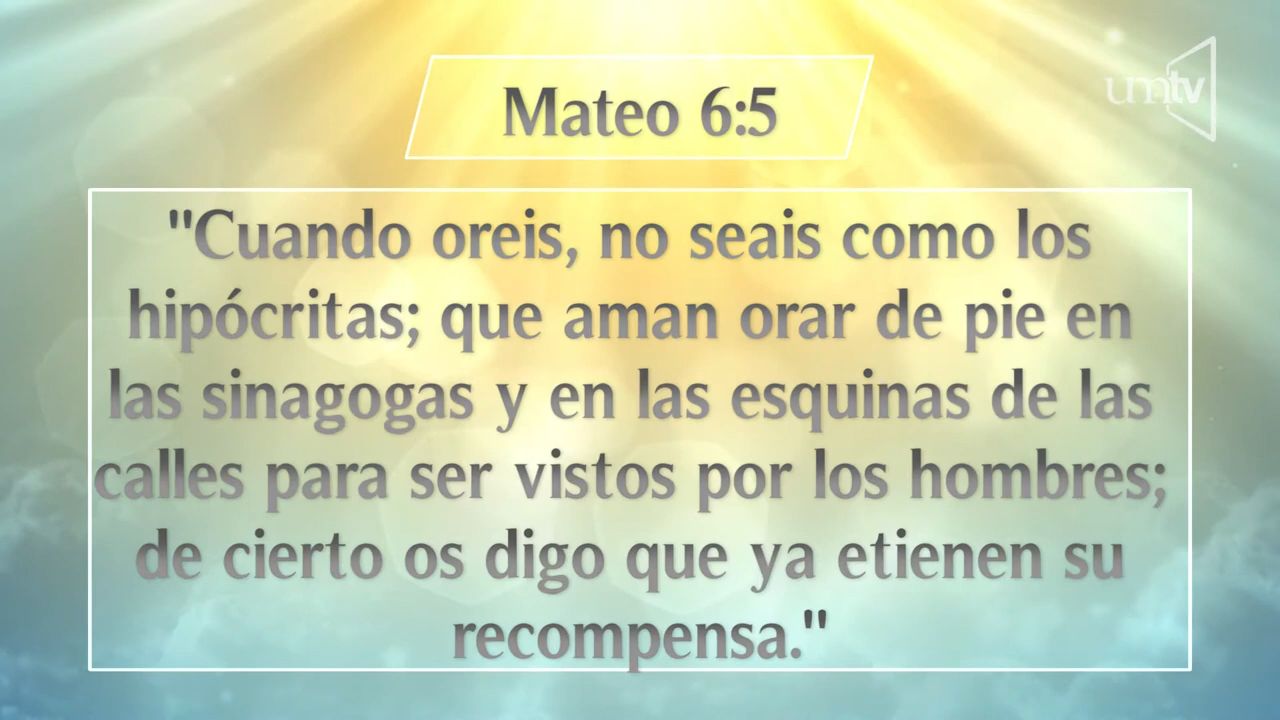 Mateo 6:5
umtv
"Cuando oreis, no seais como los
hipócritas; que aman orar de pie en
las sinagogas y en las esquinas de las
calles para ser vistos por los hombres;
de cierto os digo que ya etienen su
recompensa."